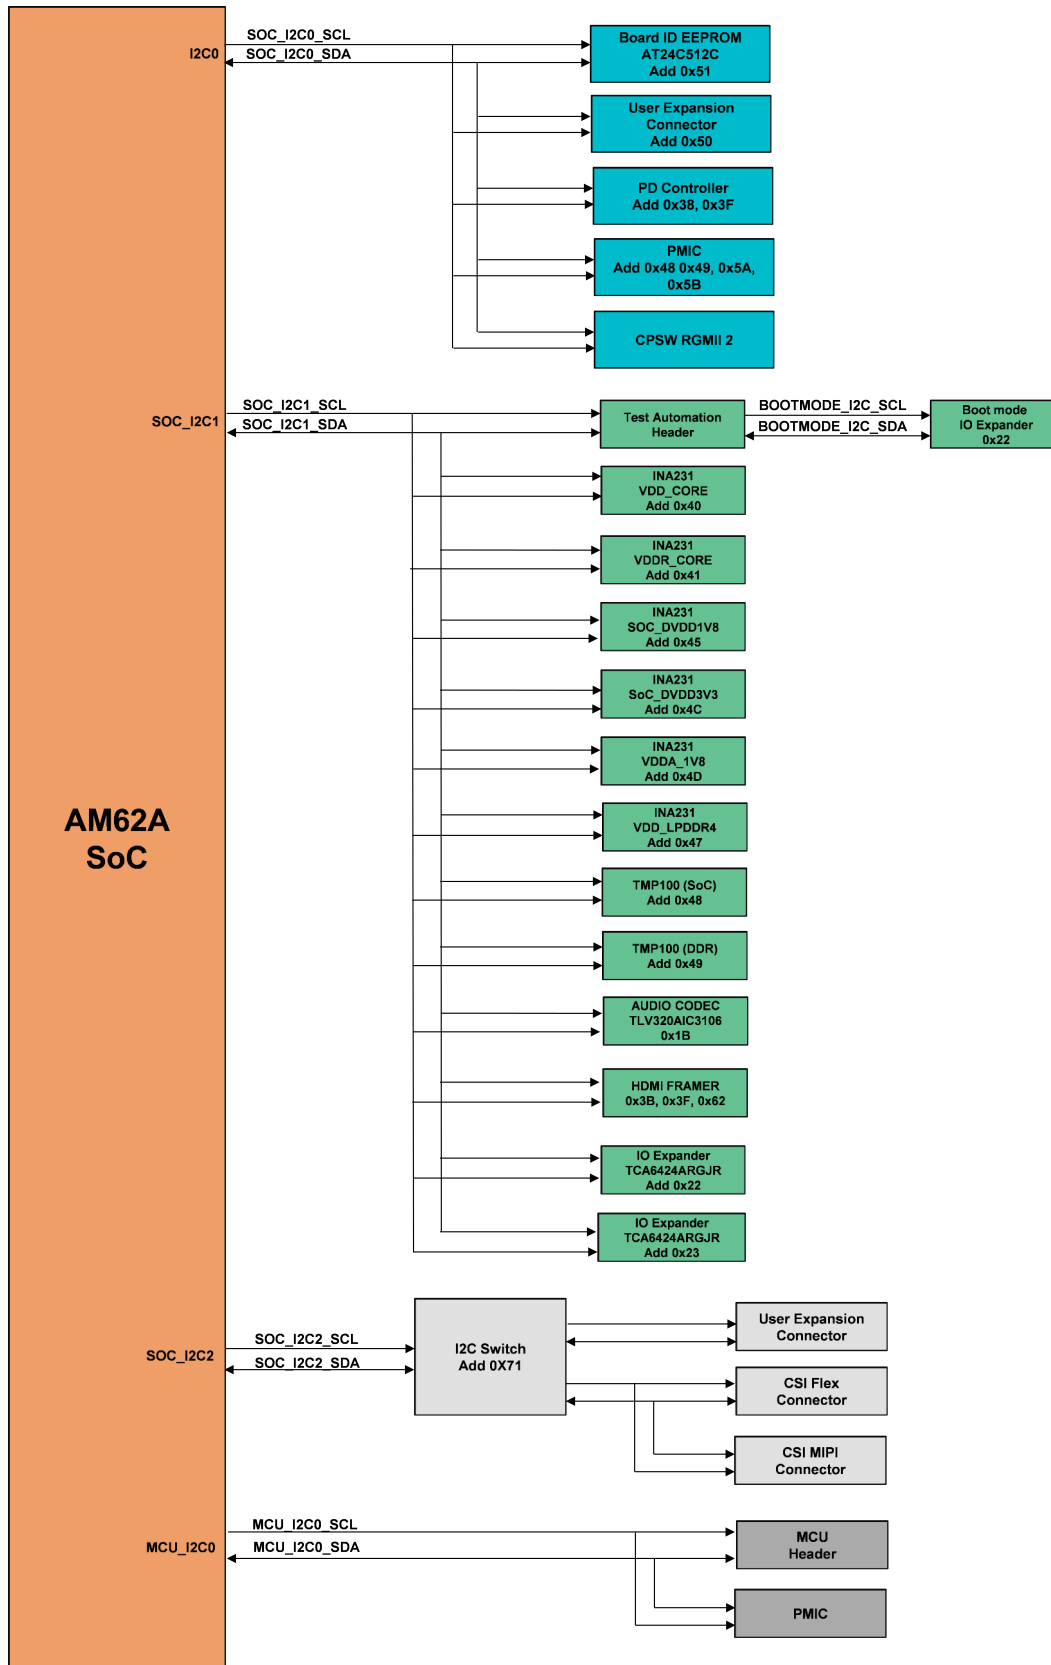 I2C0
SOC_I2C0_SCL
SOC_I2C0_SDA
Board ID EEPROM
AT24C512C
Add 0x51
User Expansion
Connector
Add 0x50
PD Controller
Add 0x38, 0x3F
PMIC
Add 0x48 0x49, 0x5A,
0x5B
CPSW RGMII 2
SOC_I2C1
SOC_I2C1_SCL
SOC_I2C1_SDA
Test Automation
Header
BOOTMODE_I2C_SCL
BOOTMODE_I2C_SDA
Boot mode
IO Expander
0x22
INA231
VDD_CORE
Add 0x40
INA231
VDDR_CORE
Add 0x41
INA231
SOC_DVDD1V8
Add 0x45
INA231
SoC_DVDD3V3
Add 0x4C
INA231
VDDA_1V8
Add 0x4D
INA231
VDD_LPDDR4
Add 0x47
AM62A
SoC
TMP100 (SoC)
Add 0x48
TMP100 (DDR)
Add 0x49
AUDIO CODEC
TLV320AIC3106
0x1B
HDMI FRAMER
0x3B, 0x3F, 0x62
IO Expander
TCA6424ARGJR
Add 0x22
IO Expander
TCA6424ARGJR
Add 0x23
SOC_I2C2
SOC_I2C2_SCL
SOC_I2C2_SDA
I2C Switch
Add 0X71
User Expansion
Connector
CSI Flex
Connector
CSI MIPI
Connector
MCU_I2C0
MCU_I2C0_SCL
MCU_I2C0_SDA
MCU
Header
PMIC